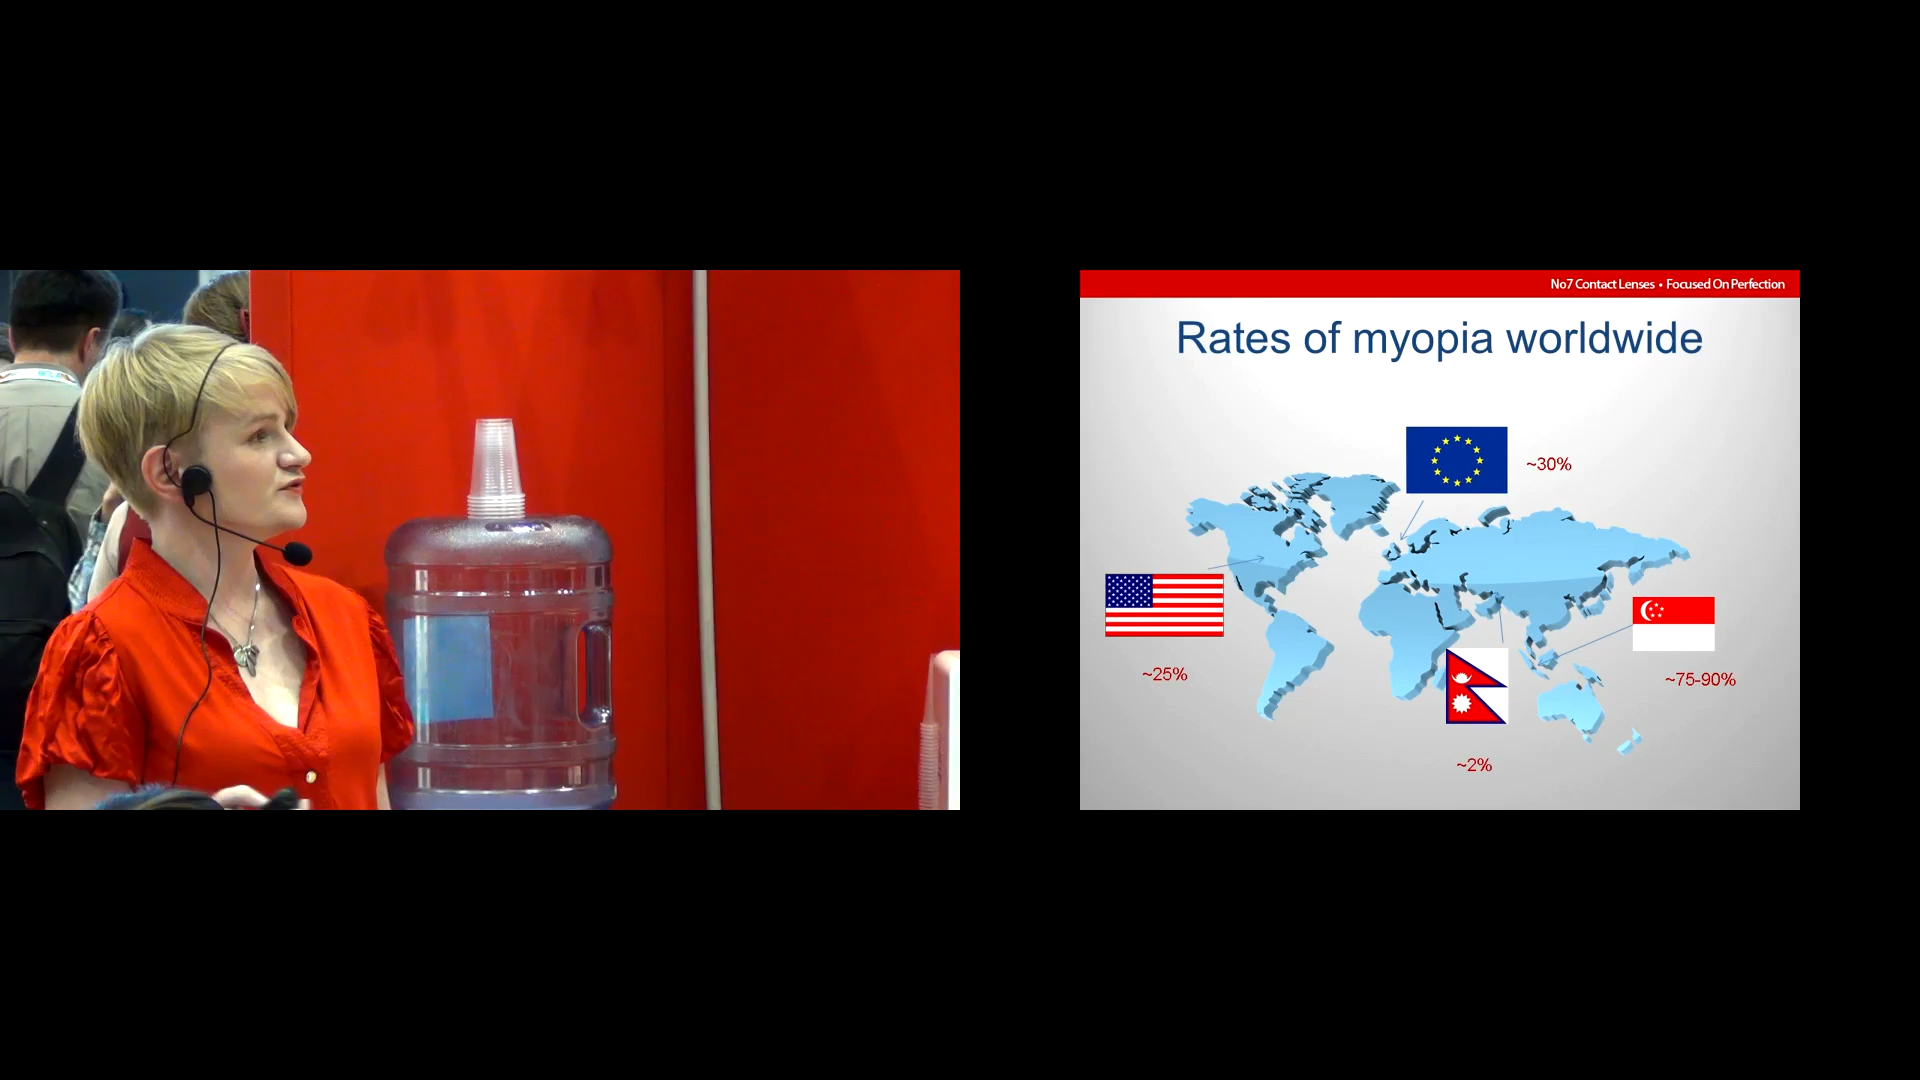 No7 Contact Lenses • Focused On Perfection
Rates of myopia worldwide
~30%
~25%
~75-90%
~2%